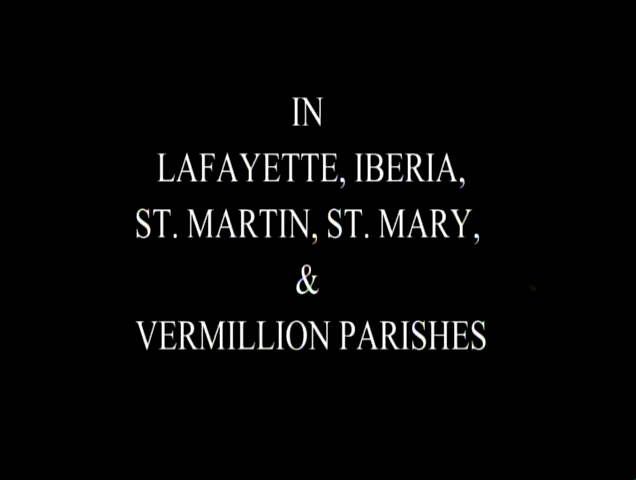 IN
LAFAYETTE, IBERIA,
ST. MARTIN, ST. MARY,
&
VERMILLION PARISHES